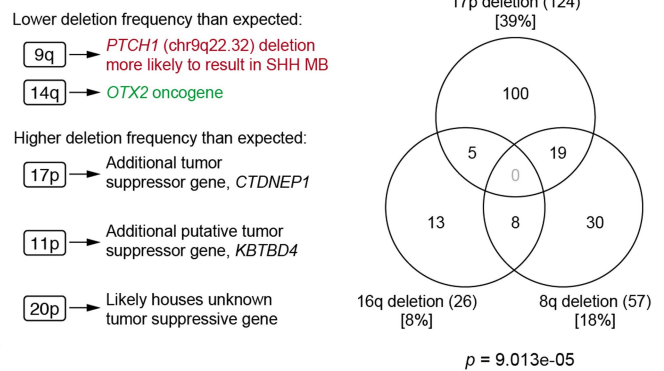 Lower deletion frequency than expected:
9q
PTCH1 (chr9q22.32) deletion
more likely to result in SHH MB
14q
OTX2 oncogene
Higher deletion frequency than expected:
17p
Additional tumor
suppressor gene, CTDNEP1
11p
Additional putative tumor
suppressor gene, KBTBD4
20p
Likely houses unknown
tumor suppressive gene
17p deletion (124)
[39%]
100
5
19
0
13
8
30
16q deletion (26)
[8%]
8q deletion (57)
[18%]
p = 9.013e-05